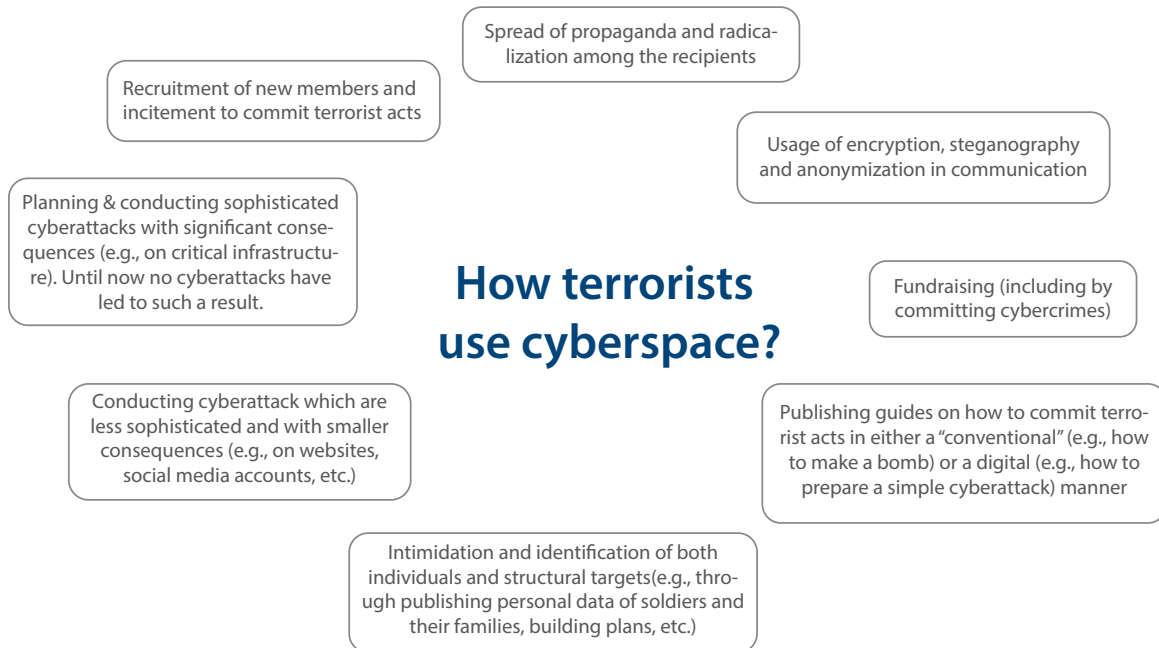 Spread of propaganda and radica-
lization among the recipients
Recruitment of new members and
incitement to commit terrorist acts
Usage of encryption, steganography
and anonymization in communication
Planning & conducting sophisticated
cyberattacks with significant conse-
quences (e.g., on critical infrastructu-
re). Until now no cyberattacks have
led to such a result.
How terrorists
use cyberspace?
Fundraising (including by
committing cybercrimes)
Conducting cyberattack which are
less sophisticated and with smaller
consequences (e.g., on websites,
social media accounts, etc.)
Publishing guides on how to commit terro-
rist acts in either a “conventional” (e.g., how
to make a bomb) or a digital (e.g., how to
prepare a simple cyberattack) manner
Intimidation and identification of both
individuals and structural targets(e.g., thro-
ugh publishing personal data of soldiers and
their families, building plans, etc.)